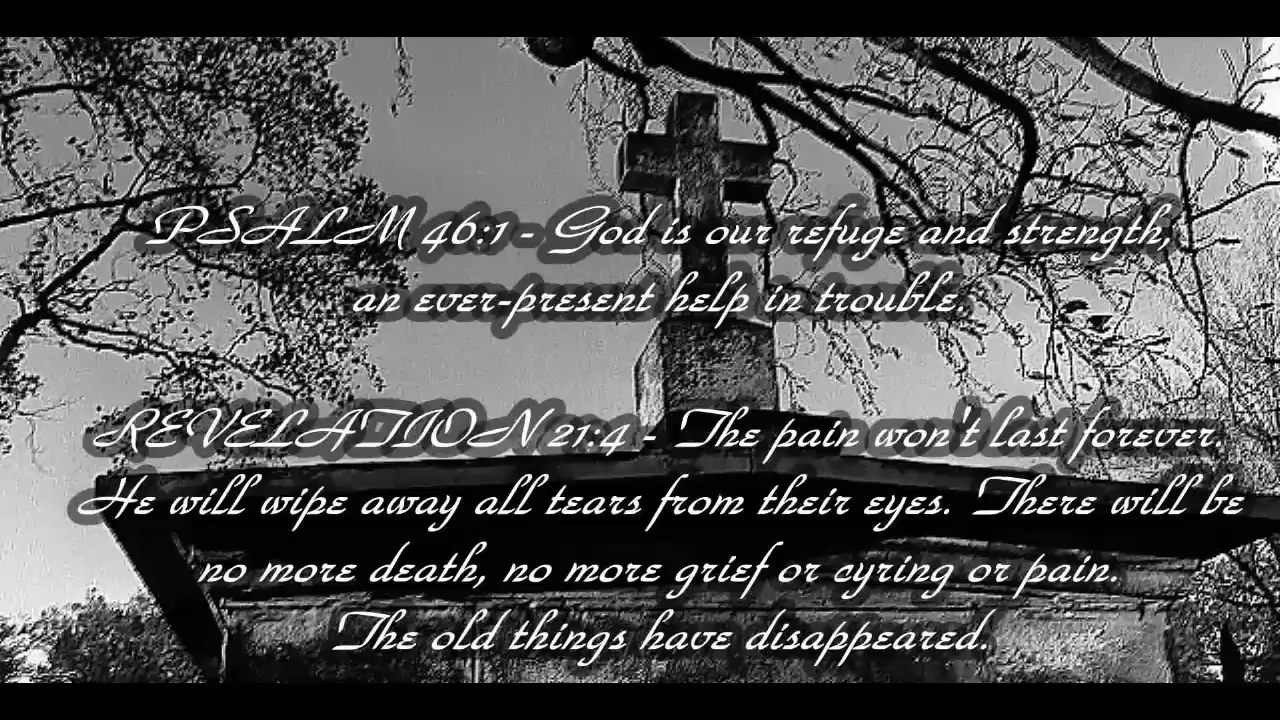 PSALM 46:1 - God is our refuge and strength,
an ever-present help in trouble.
REVELATION 21:4 - The pain won't last forever.
He will wipe away all tears from their eyes. There will be
no more death, no more grief or cyring or pain.
The old things have disappeared.